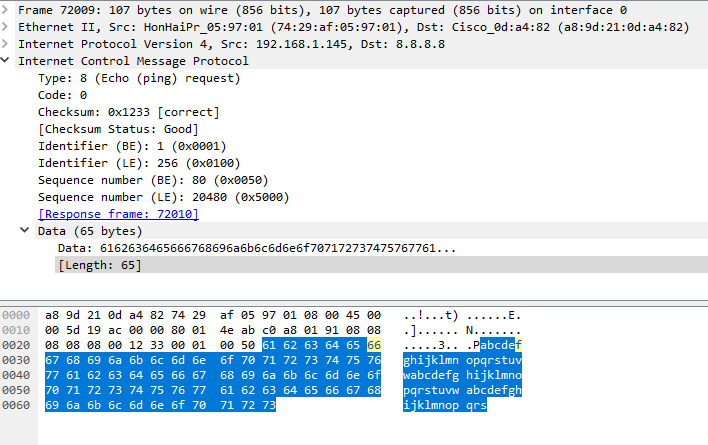 Frame 72009: 107 bytes on wire (856 bits), 107 bytes captured (856 bits) on interface 0
Ethernet II, Src: HonHaiPr_05:97:01 (74:29:af:05:97:01), Dst: Cisco_0d:a4:82 (a8:9d:21:0d:a4:82)
Internet Protocol Version 4, Src: 192.168.1.145, Dst: 8.8.8.8
Internet Control Message Protocol
Type: 8 (Echo (ping) request)
Code: 0
Checksum: 0x1233 [correct]
[Checksum Status: Good]
Identifier (BE): 1 (0x0001)
Identifier (LE): 256 (0x0100)
Sequence number (BE): 80 (0x0050)
Sequence number (LE): 20480 (0x5000)
[Response frame: 72010]
Data (65 bytes)
Data: 6162636465666768696a6b6c6d6e6f707172737475767761...
[Length: 65]
0000 a8 9d 21 0d a4 82 74 29 af 05 97 01 08 00 45 00 ..!...t) ......E.
0010 00 5d 19 ac 00 00 80 01 4e ab c0 a8 01 91 08 08 .]...... N.......
0020 08 08 08 00 12 33 00 01 00 50 61 62 63 64 65 66 .....3.. .Pabcdef
0030 67 68 69 6a 6b 6c 6d 6e 6f 70 71 72 73 74 75 76 ghijklmn opqrstuv
0040 77 61 62 63 64 65 66 67 68 69 6a 6b 6c 6d 6e 6f wabcdefg hijklmno
0050 70 71 72 73 74 75 76 77 61 62 63 64 65 66 67 68 pqrstuvw abcdefgh
0060 69 6a 6b 6c 6d 6e 6f 70 71 72 73 ijklmnop qrs